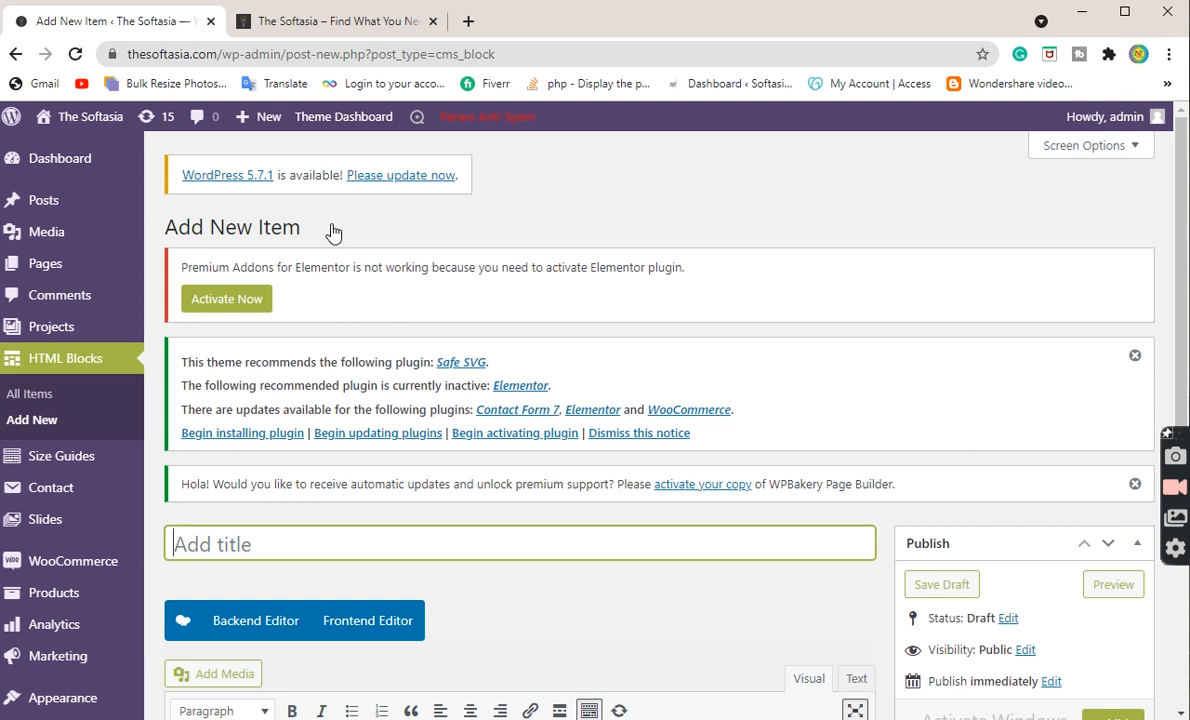 Add New Item ‹ The Softasia —
The Softasia – Find What You Ne
thesoftasia.com/wp-admin/post-new.php?post_type=cms_block
Gmail
Bulk Resize Photos...
Translate
Login to your acco...
Fiverr
php - Display the p...
Dashboard ‹ Softasi...
My Account | Access
Wondershare video...
»
The Softasia
15
0
New
Theme Dashboard
Renew Anti-Spam
Howdy, admin
Screen Options
Dashboard
Posts
Media
Pages
Comments
Projects
HTML Blocks
All Items
Add New
Size Guides
Contact
Slides
WooCommerce
Products
Analytics
Marketing
Appearance
WordPress 5.7.1 is available! Please update now.
Add New Item
Premium Addons for Elementor is not working because you need to activate Elementor plugin.
Activate Now
This theme recommends the following plugin: Safe SVG.
The following recommended plugin is currently inactive: Elementor.
There are updates available for the following plugins: Contact Form 7, Elementor and WooCommerce.
Begin installing plugin | Begin updating plugins | Begin activating plugin | Dismiss this notice
Hola! Would you like to receive automatic updates and unlock premium support? Please activate your copy of WPBakery Page Builder.
Add title
Backend Editor
Frontend Editor
Add Media
Visual
Text
Paragraph
B
I
Publish
Save Draft
Preview
Status: Draft Edit
Visibility: Public Edit
Publish immediately Edit
Activate Windows